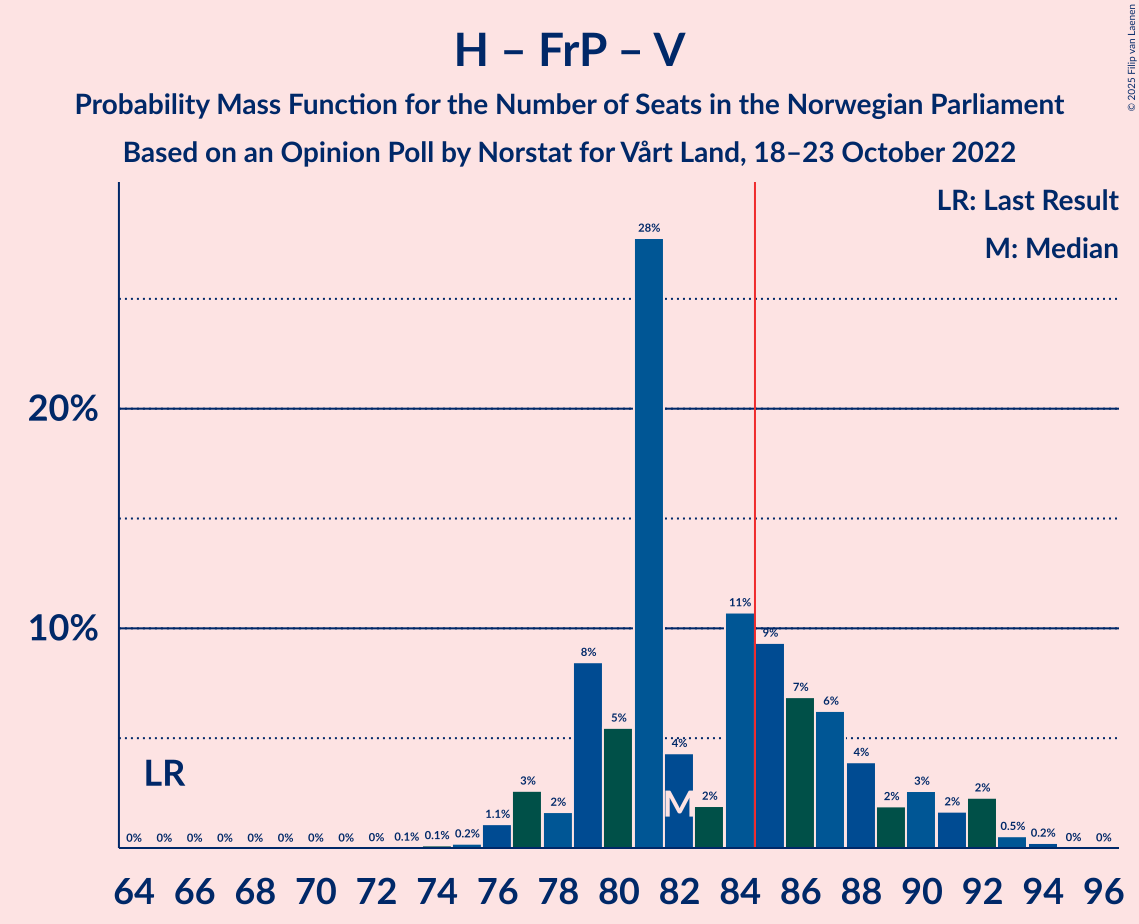 H – FrP – V
Probability Mass Function for the Number of Seats in the Norwegian Parliament
Based on an Opinion Poll by Norstat for Vårt Land, 18–23 October 2022
© 2025 Filip van Laenen
LR: Last Result
M: Median
20%
10%
LR
M
0% 0% 0% 0% 0% 0% 0% 0% 0% 0.1% 0.1% 0.2% 1.1% 3% 2% 8% 5% 28% 4% 2% 11% 9% 7% 6% 4% 2% 3% 2% 2% 0.5% 0.2% 0% 0%
64 66 68 70 72 74 76 78 80 82 84 86 88 90 92 94 96